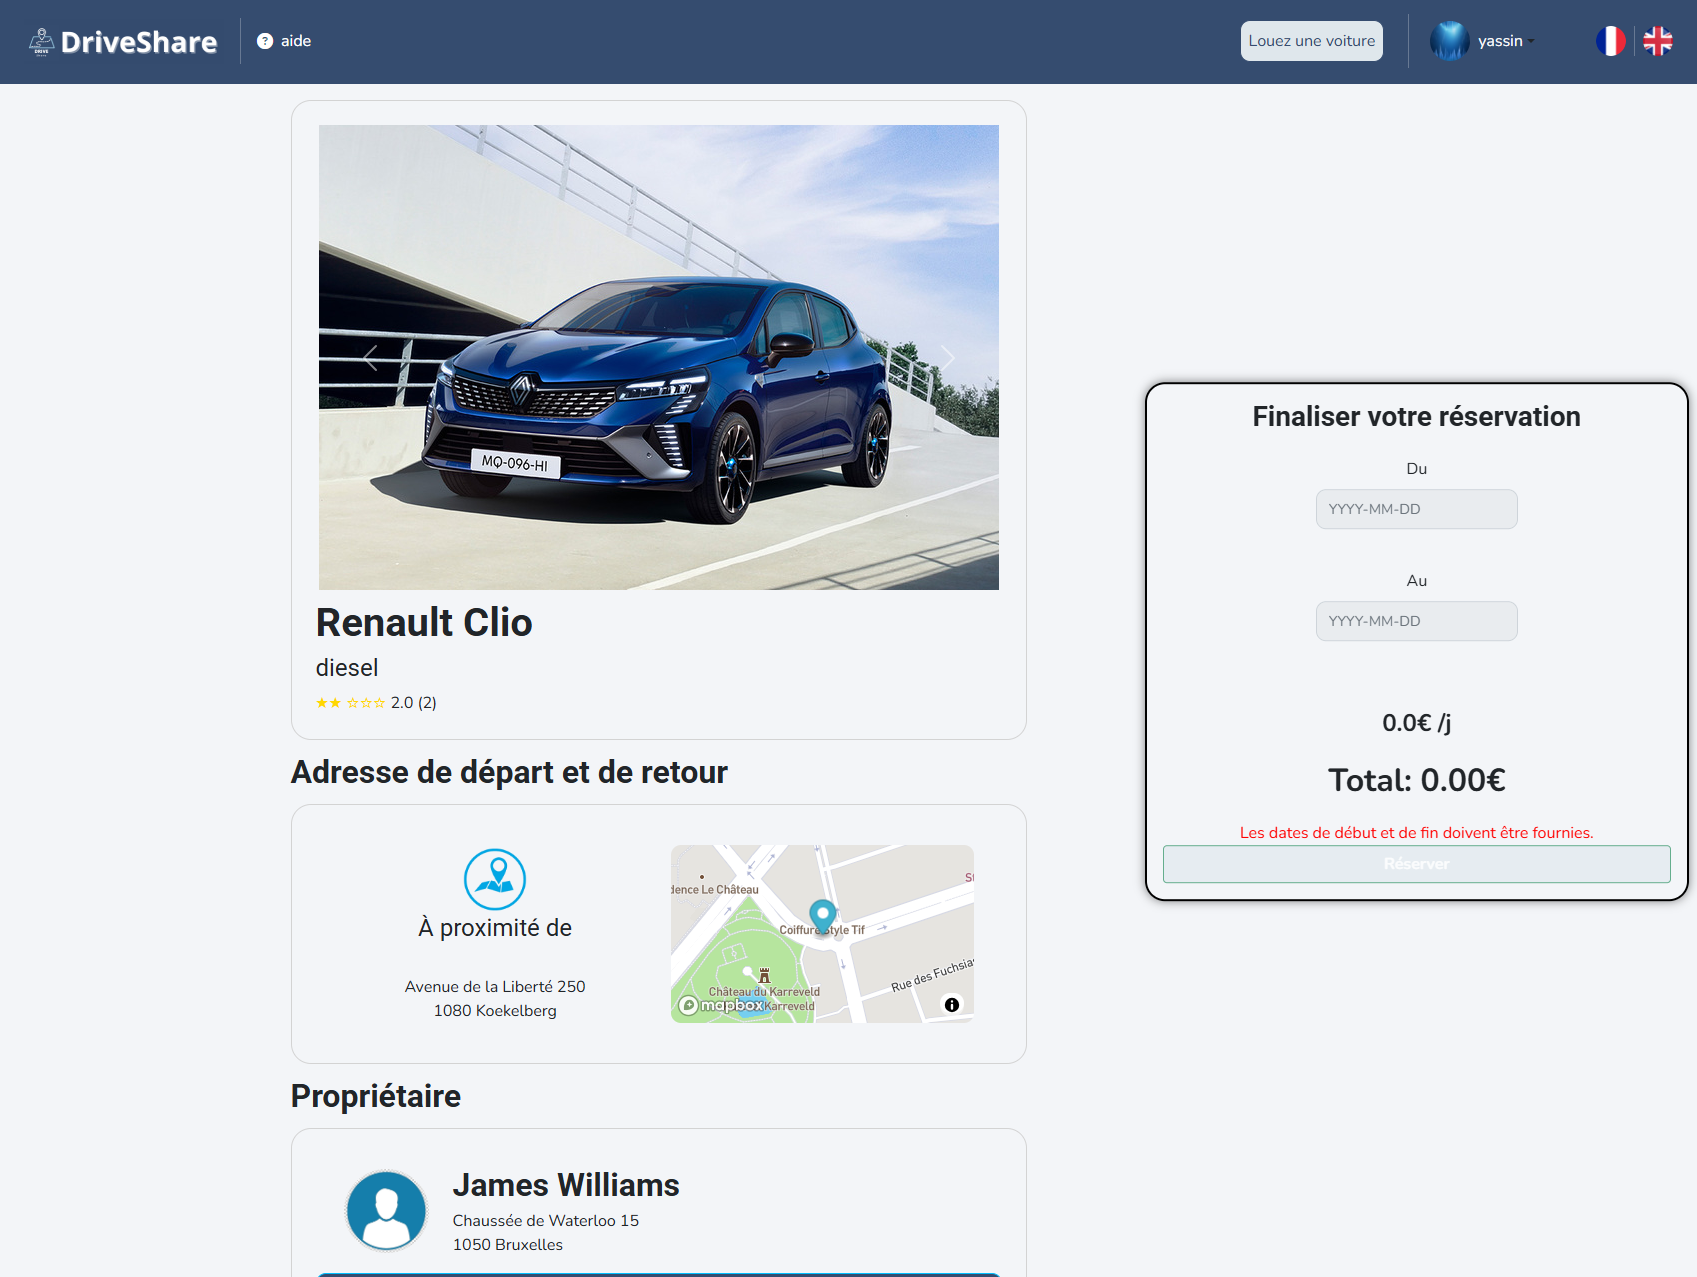 DRIVE
DriveShare
? aide
Louez une voiture
yassin
MQ-096-HI
Renault Clio
diesel
2.0 (2)
Finaliser votre réservation
Du
YYYY-MM-DD
Au
YYYY-MM-DD
0.0€ /j
Total: 0.00€
Les dates de début et de fin doivent être fournies.
Réserver
Adresse de départ et de retour
À proximité de
Avenue de la Liberté 250
1080 Koekelberg
dence Le Château
St
Coiffure Style Tif
Rue des Fuchsias
Château du Karreveld
Karreveld
mapbox
Propriétaire
James Williams
Chaussée de Waterloo 15
1050 Bruxelles